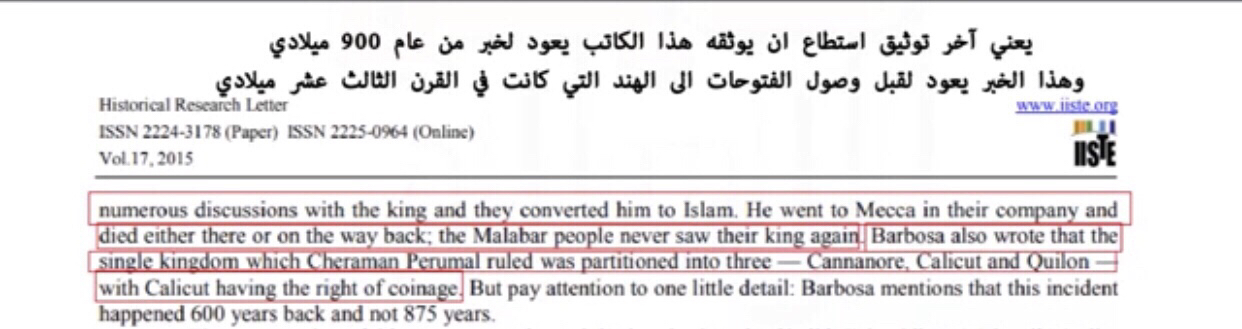 يعني آخر توثيق استطاع ان يوثقه هذا الكاتب يعود لخبر من عام 900 ميلادي
وهذا الخبر يعود لقبل وصول الفتوحات الى الهند التي كانت في القرن الثالث عشر ميلادي
Historical Research Letter
www.iiste.org
ISSN 2224-3178 (Paper) ISSN 2225-0964 (Online)
Vol.17, 2015
IISTE
numerous discussions with the king and they converted him to Islam. He went to Mecca in their company and
died either there or on the way back; the Malabar people never saw their king again. Barbosa also wrote that the
single kingdom which Cheraman Perumal ruled was partitioned into three — Cannanore, Calicut and Quilon —
with Calicut having the right of coinage. But pay attention to one little detail: Barbosa mentions that this incident
happened 600 years back and not 875 years.